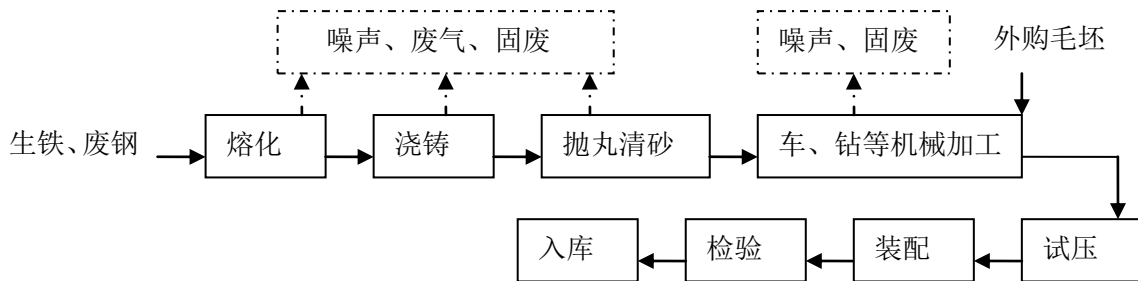 噪声、废气、固废
噪声、固废
外购毛坯
生铁、废钢
熔化
浇铸
抛丸清砂
车、钻等机械加工
入库
检验
装配
试压